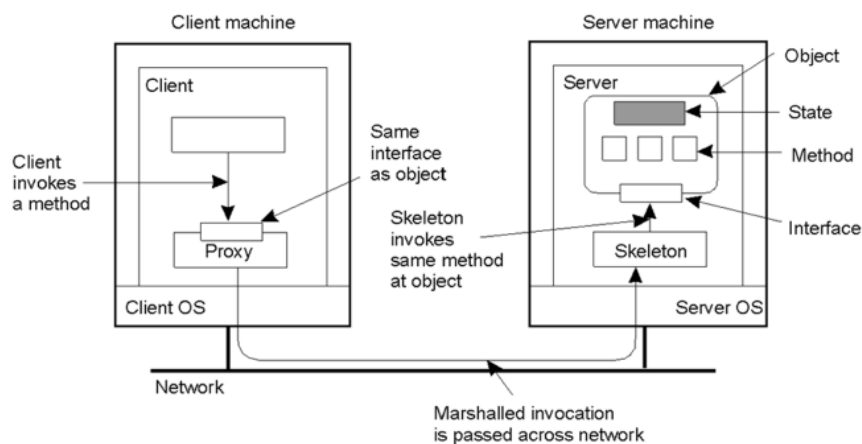 Client machine
Server machine
Object
Client
Server
State
Same
interface
as object
Method
Client
invokes
a method
Skeleton
invokes
same method
at object
Interface
Proxy
Skeleton
Client OS
Server OS
Network
Marshalled invocation
is passed across network